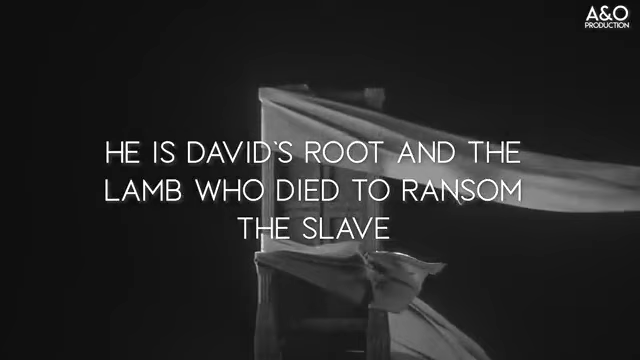 A&O
PRODUCTION
HE IS DAVID'S ROOT AND THE
LAMB WHO DIED TO RANSOM
THE SLAVE